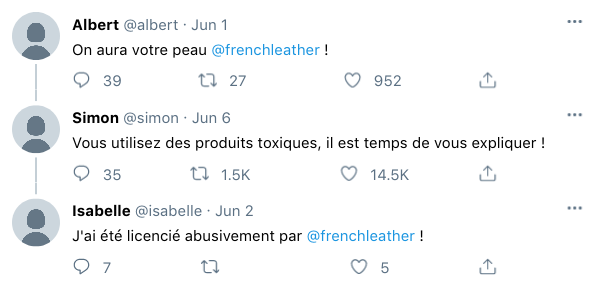 Albert @albert · Jun 1
On aura votre peau @frenchleather !
39 27 952
Simon @simon · Jun 6
Vous utilisez des produits toxiques, il est temps de vous expliquer !
35 1.5K 14.5K
Isabelle @isabelle · Jun 2
J'ai été licencié abusivement par @frenchleather !
7 5